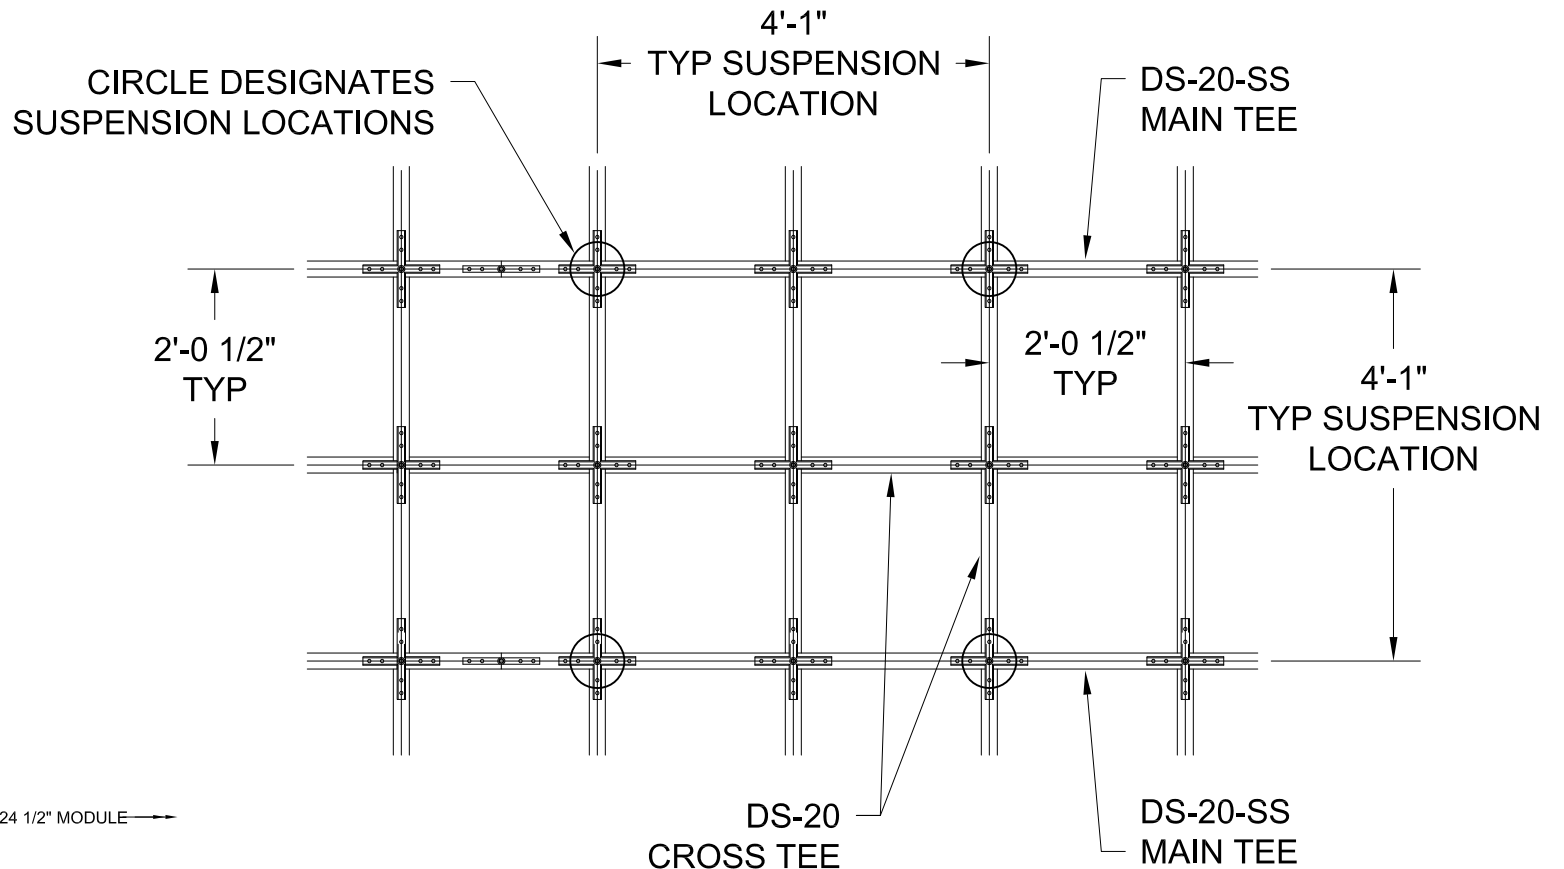 4'-1"
TYP SUSPENSION
LOCATION
CIRCLE DESIGNATES
SUSPENSION LOCATIONS
DS-20-SS
MAIN TEE
2'-0 1/2"
TYP
2'-0 1/2"
TYP
4'-1"
TYP SUSPENSION
LOCATION
24 1/2" MODULE
DS-20
CROSS TEE
DS-20-SS
MAIN TEE